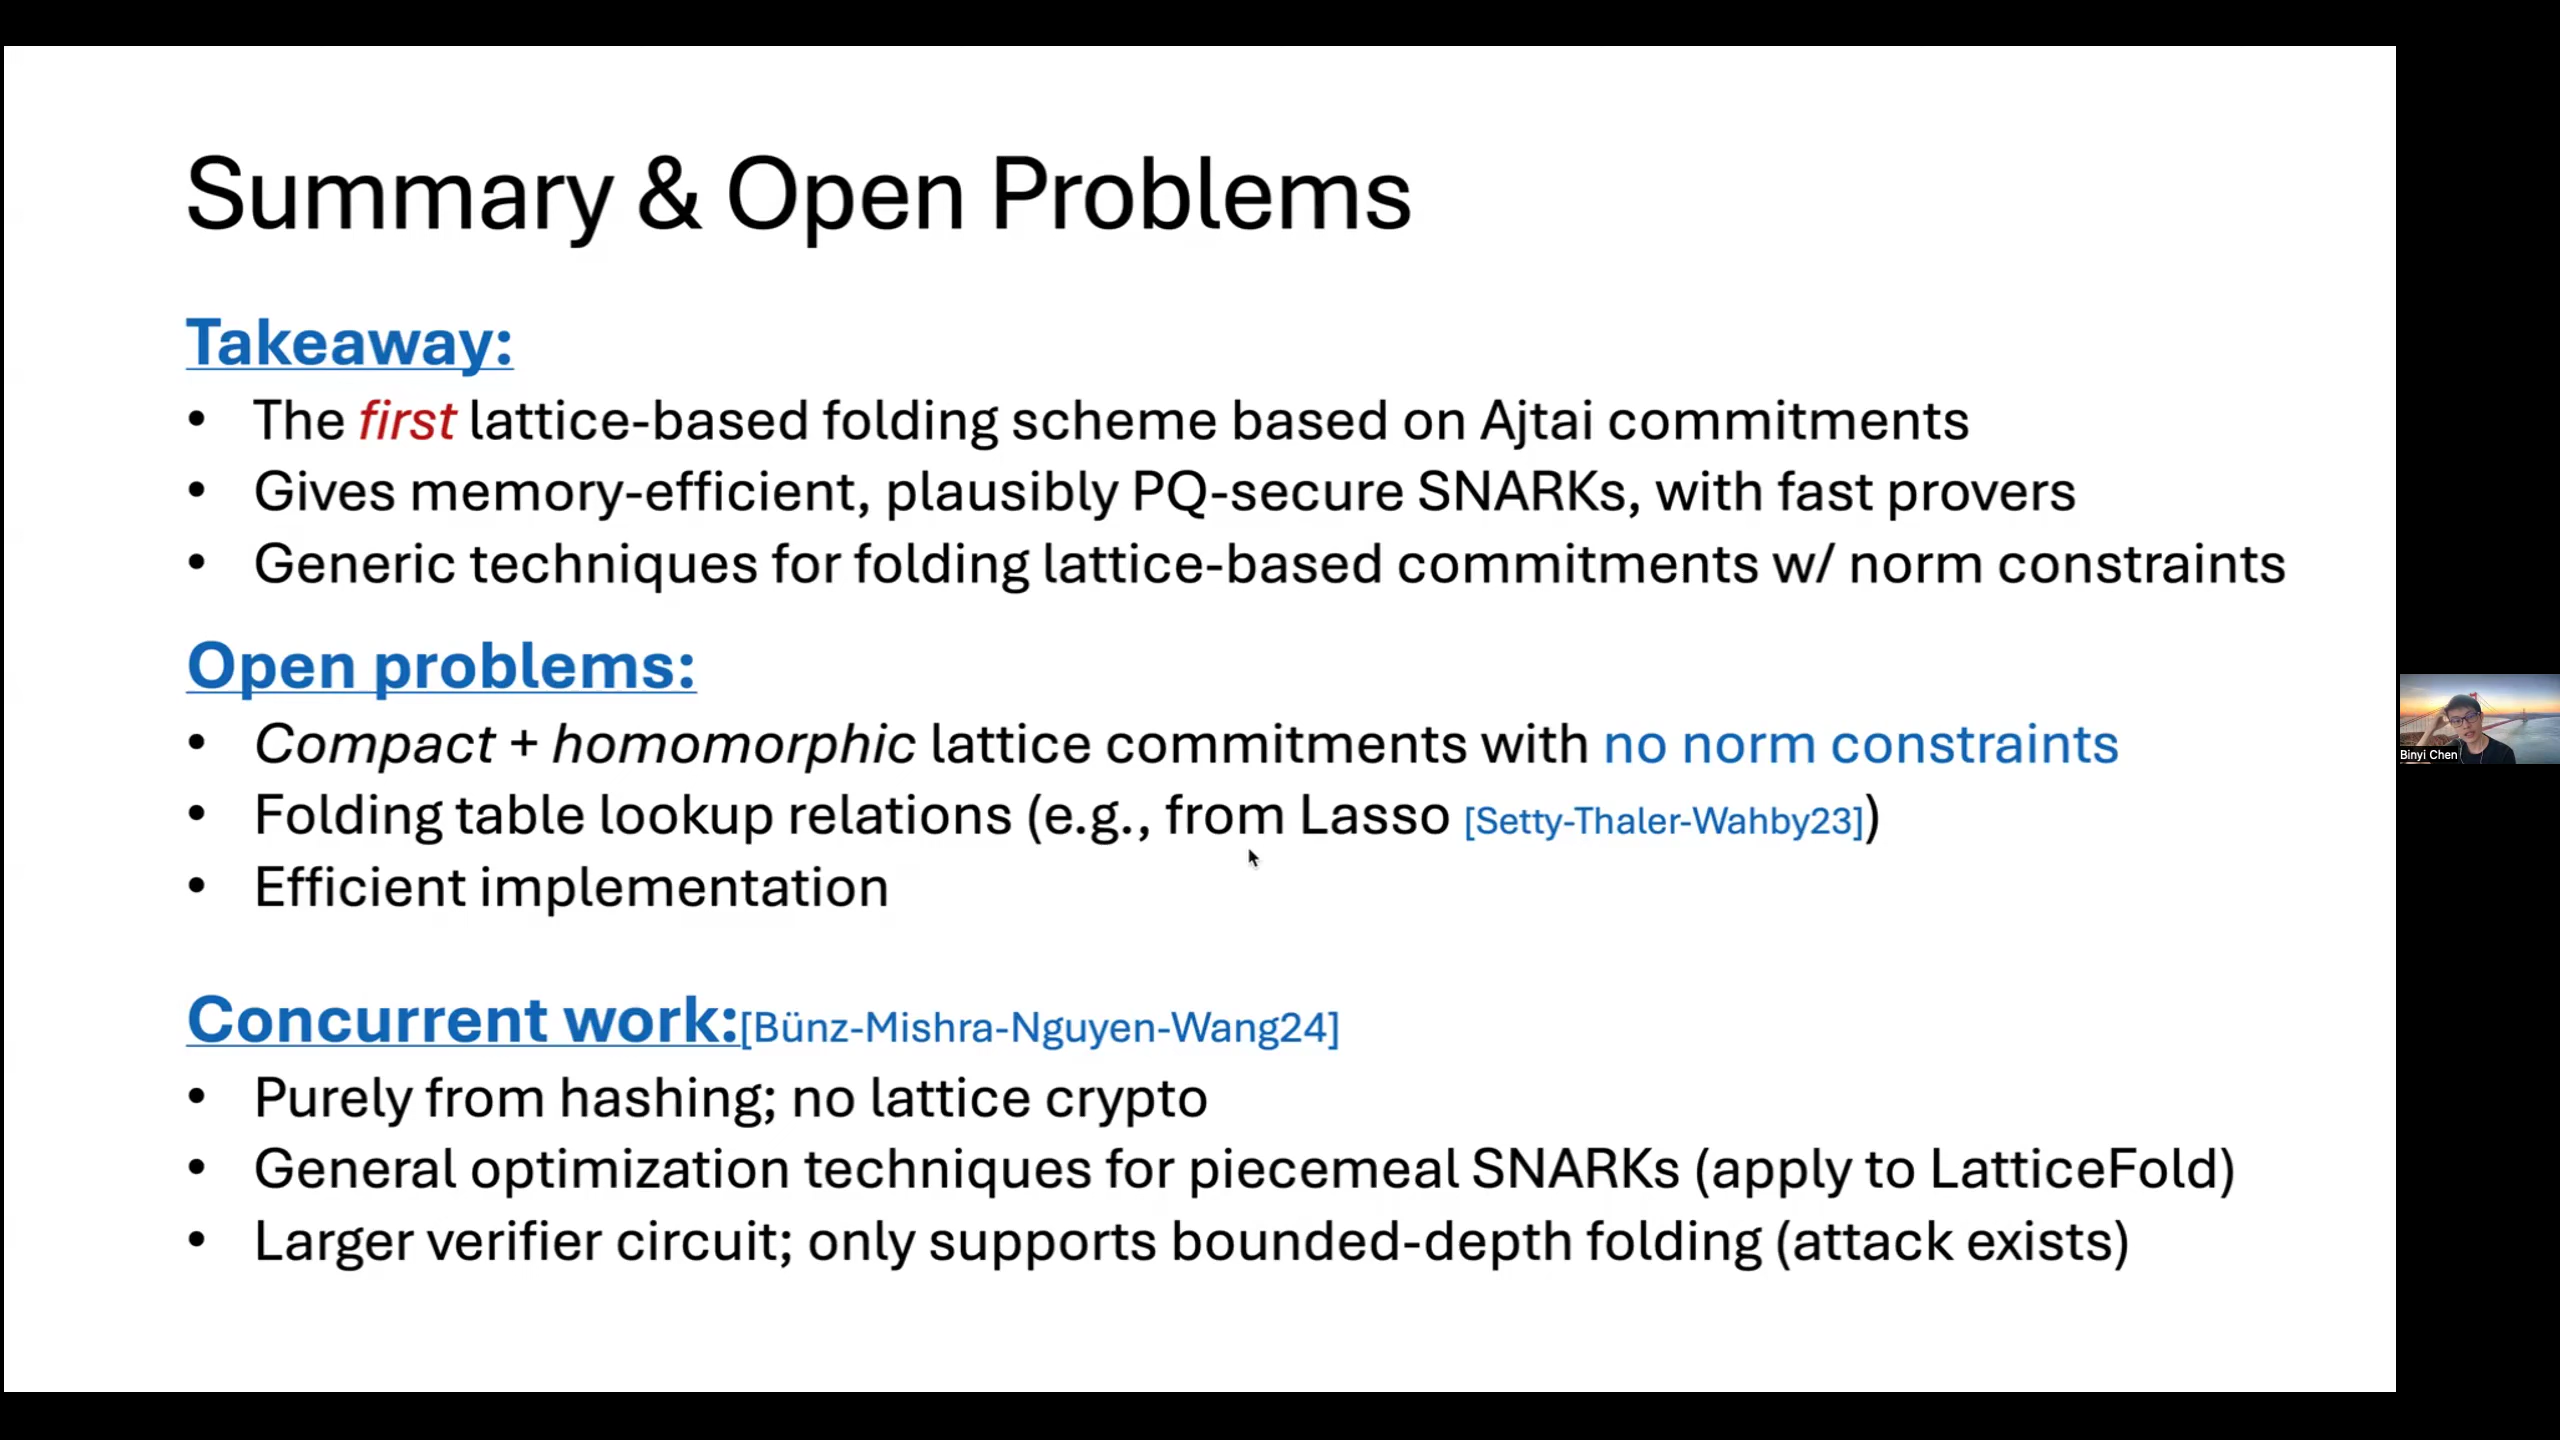 Summary & Open Problems
Takeaway:
• The first lattice-based folding scheme based on Ajtai commitments
• Gives memory-efficient, plausibly PQ-secure SNARKs, with fast provers
• Generic techniques for folding lattice-based commitments w/ norm constraints
Open problems:
• Compact + homomorphic lattice commitments with no norm constraints
• Folding table lookup relations (e.g., from Lasso [Setty-Thaler-Wahby23])
• Efficient implementation
Concurrent work:[Bünz-Mishra-Nguyen-Wang24]
• Purely from hashing; no lattice crypto
• General optimization techniques for piecemeal SNARKs (apply to LatticeFold)
• Larger verifier circuit; only supports bounded-depth folding (attack exists)
Binyi Chen